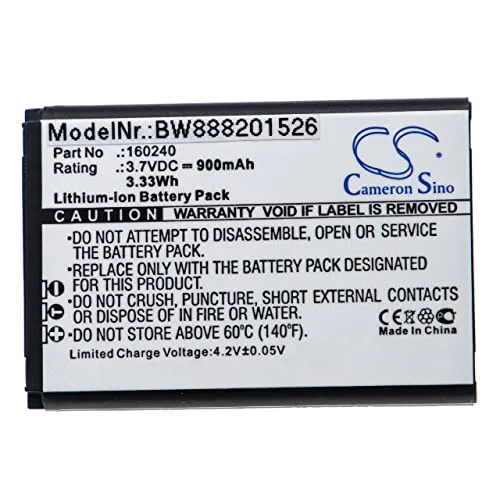 ModelNr.:BW888201526
Part No :160240
Rating :3.7VDC = 900mAh
3.33Wh
Lithium-ion Battery Pack
CS
Cameron Sino
CAUTION WARRANTY VOID IF LABEL IS REMOVED
•DO NOT ATTEMPT TO DISASSEMBLE, OPEN OR
SERVICE BATTERY PACK
•REPLACE ONLY WITH THE BATTERY PACK
SPECIFIC FOR YOUR PRODUCT
•DO NOT CRUSH, PUNCTURE, SHORT EXTERNAL
CONTACTS OR DISPOSE OF IN FIRE OR WATER
•DO NOT STORE ABOVE 60°C (140°F)
Limited Charge Voltage:4.2V±0.05V
CE
Made In China